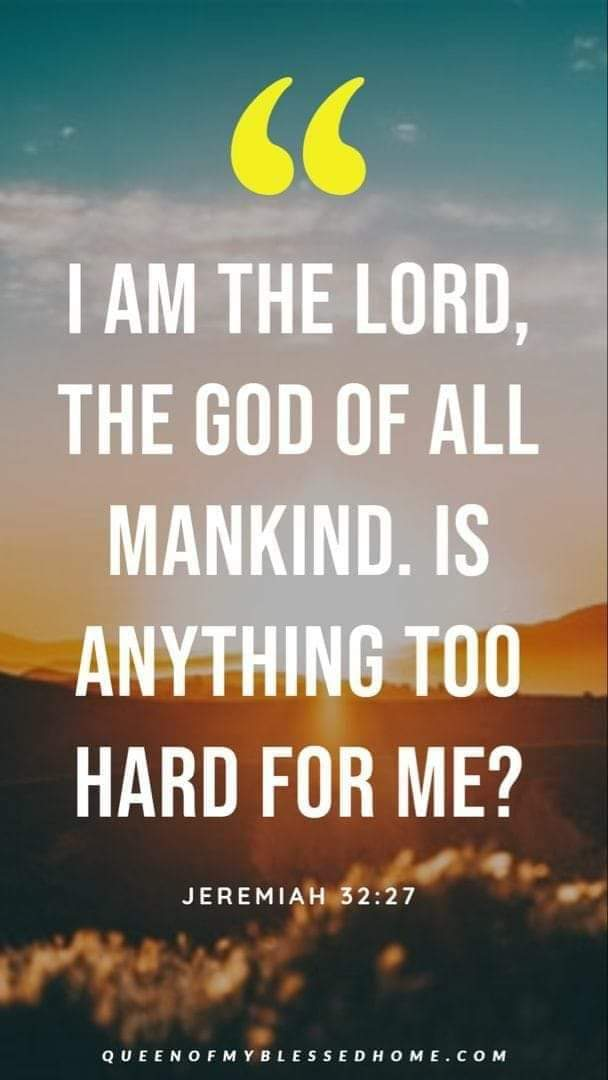 “
I AM THE LORD,
THE GOD OF ALL
MANKIND. IS
ANYTHING TOO
HARD FOR ME?
JEREMIAH 32:27
QUEENOFMYBLESSEDHOME.COM